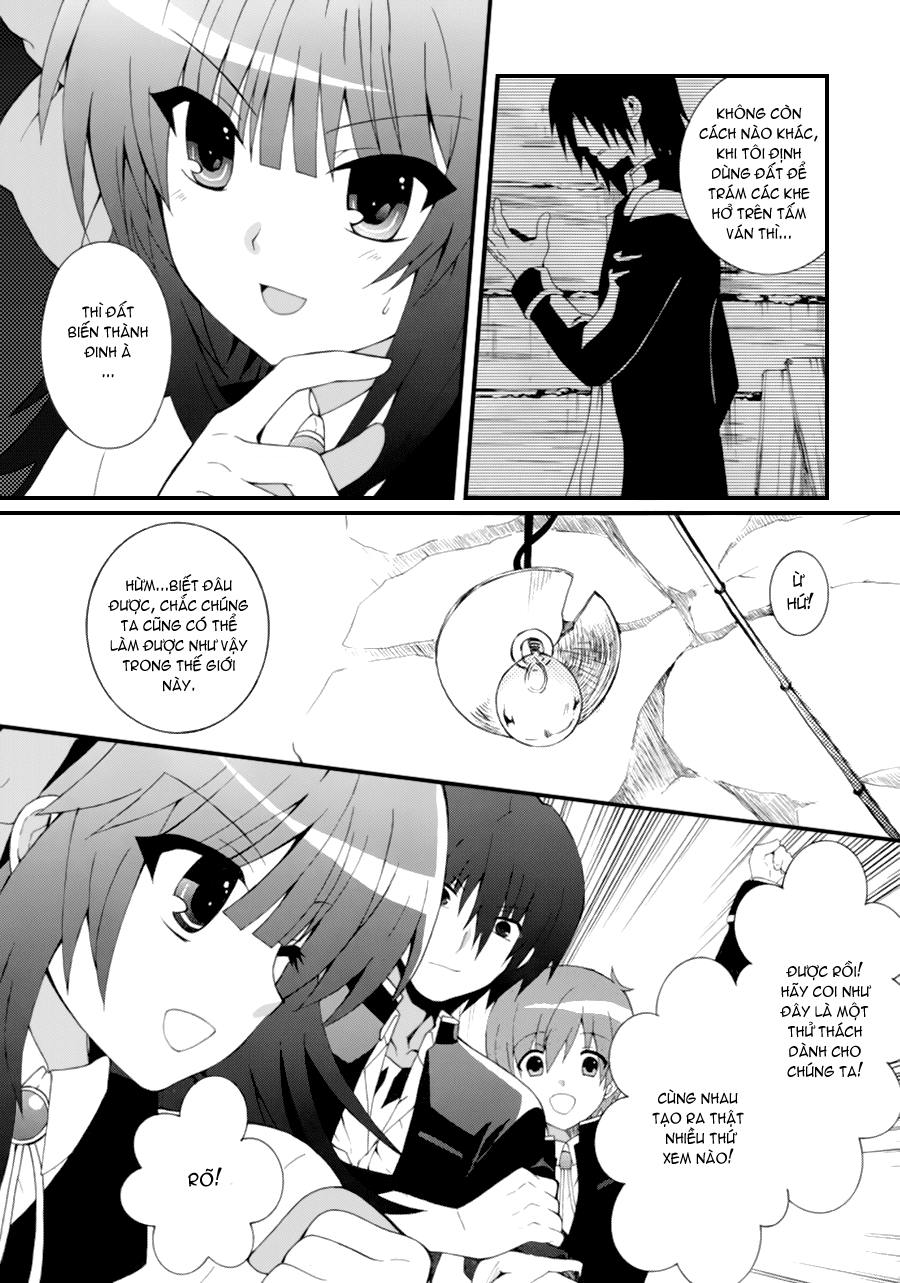 KHÔNG CÒN
CÁCH NÀO KHÁC,
KHI TÔI ĐỊNH
DÙNG ĐẤT ĐỂ
TRÁM CÁC KHE
HỞ TRÊN TẤM
VÁN THÌ...
THÌ ĐẤT
BIẾN THÀNH
ĐINH À
...
Ừ
HỨ!
HỪM...BIẾT ĐÂU
ĐƯỢC, CHẮC CHÚNG
TA CŨNG CÓ THỂ
LÀM ĐƯỢC NHƯ VẬY
TRONG THẾ GIỚI
NÀY.
ĐƯỢC RỒI!
HÃY COI NHƯ
ĐÂY LÀ MỘT
THỬ THÁCH
DÀNH CHO
CHÚNG TA!
CÙNG NHAU
TẠO RA THẬT
NHIỀU THỨ
XEM NÀO!
RÕ!